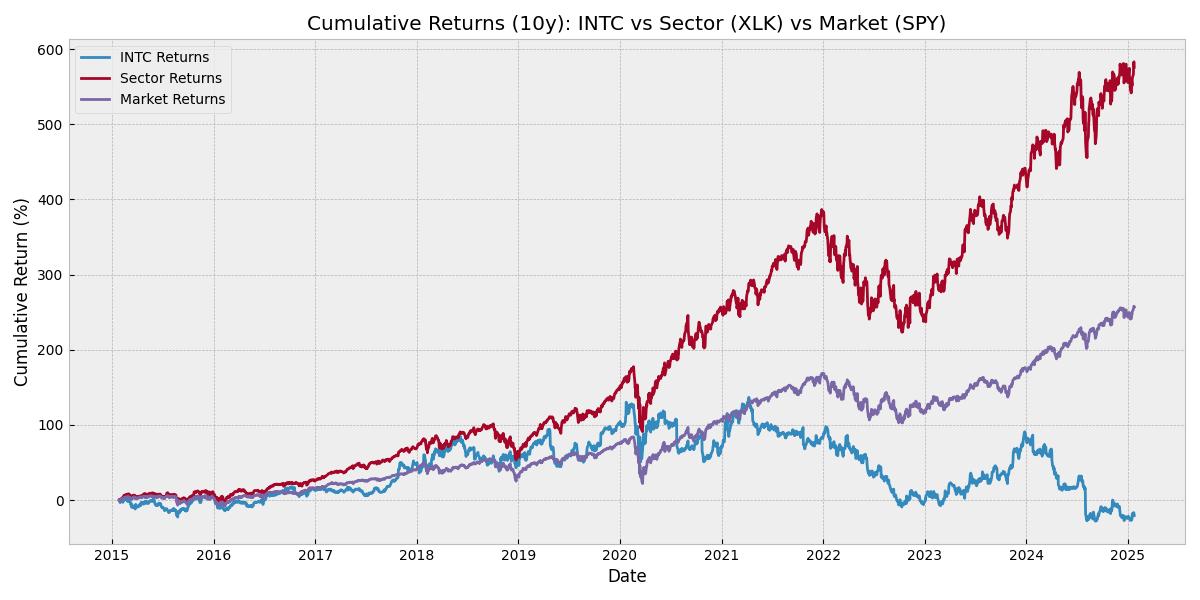 Cumulative Returns (10y): INTC vs Sector (XLK) vs Market (SPY)
INTC Returns
Sector Returns
Market Returns
Cumulative Return (%)
600
500
400
300
200
100
0
2015 2016 2017 2018 2019 2020 2021 2022 2023 2024 2025
Date